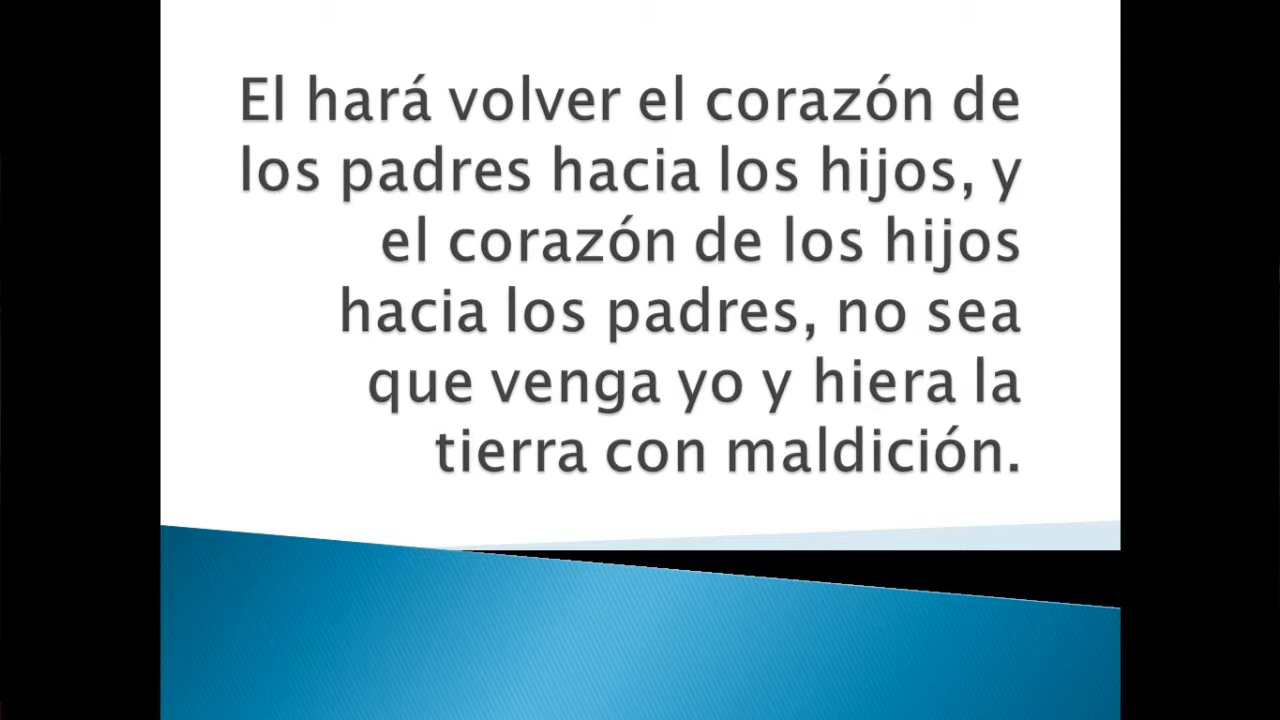 El hará volver el corazón de
los padres hacia los hijos, y
el corazón de los hijos
hacia los padres, no sea
que venga yo y hiera la
tierra con maldición.